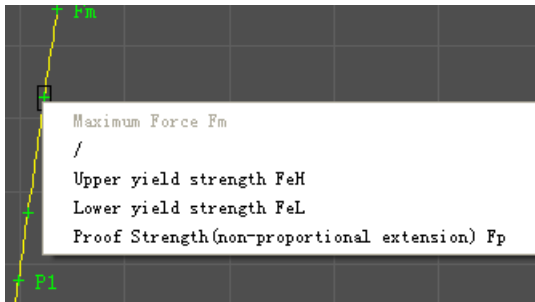 Fm
Maximum Force Fm
/
Upper yield strength FeH
Lower yield strength FeL
Proof Strength(non-proportional extension) Fp
P1